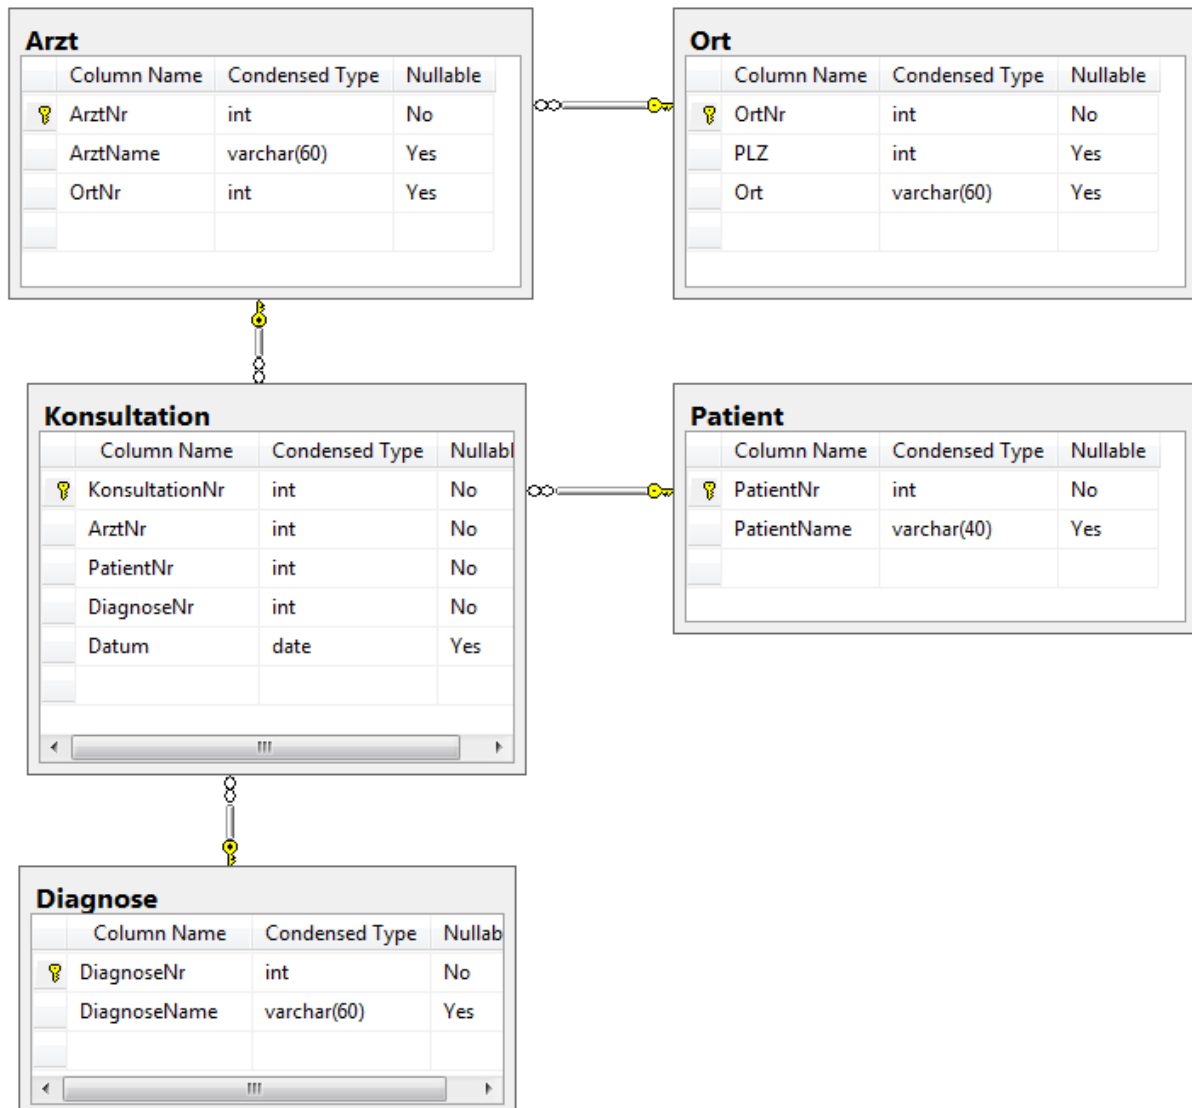 Arzt
Column Name Condensed Type Nullable
ArztNr int No
ArztName varchar(60) Yes
OrtNr int Yes
Ort
Column Name Condensed Type Nullable
OrtNr int No
PLZ int Yes
Ort varchar(60) Yes
Konsultation
Column Name Condensed Type Nullabl
KonsultationNr int No
ArztNr int No
PatientNr int No
DiagnoseNr int No
Datum date Yes
Patient
Column Name Condensed Type Nullable
PatientNr int No
PatientName varchar(40) Yes
Diagnose
Column Name Condensed Type Nullab
DiagnoseNr int No
DiagnoseName varchar(60) Yes